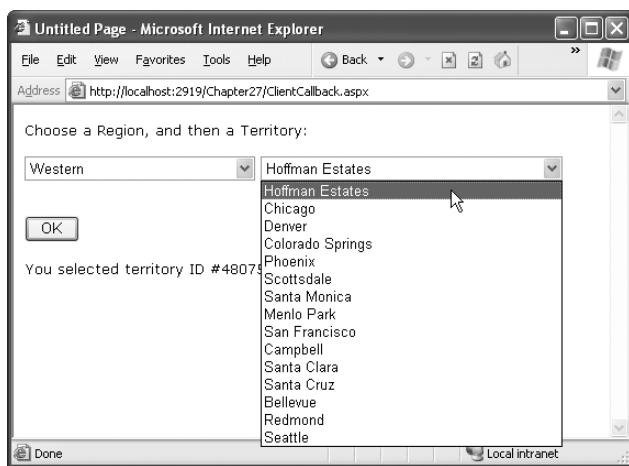 Untitled Page - Microsoft Internet Explorer
File Edit View Favorites Tools Help Back »
Address http://localhost:2919/Chapter27/ClientCallback.aspx
Choose a Region, and then a Territory:
Western Hoffman Estates
Hoffman Estates
Chicago
OK
Denver
Colorado Springs
You selected territory ID #48075
Phoenix
Scottsdale
Santa Monica
Menlo Park
San Francisco
Campbell
Santa Clara
Santa Cruz
Bellevue
Redmond
Seattle
Done Local intranet